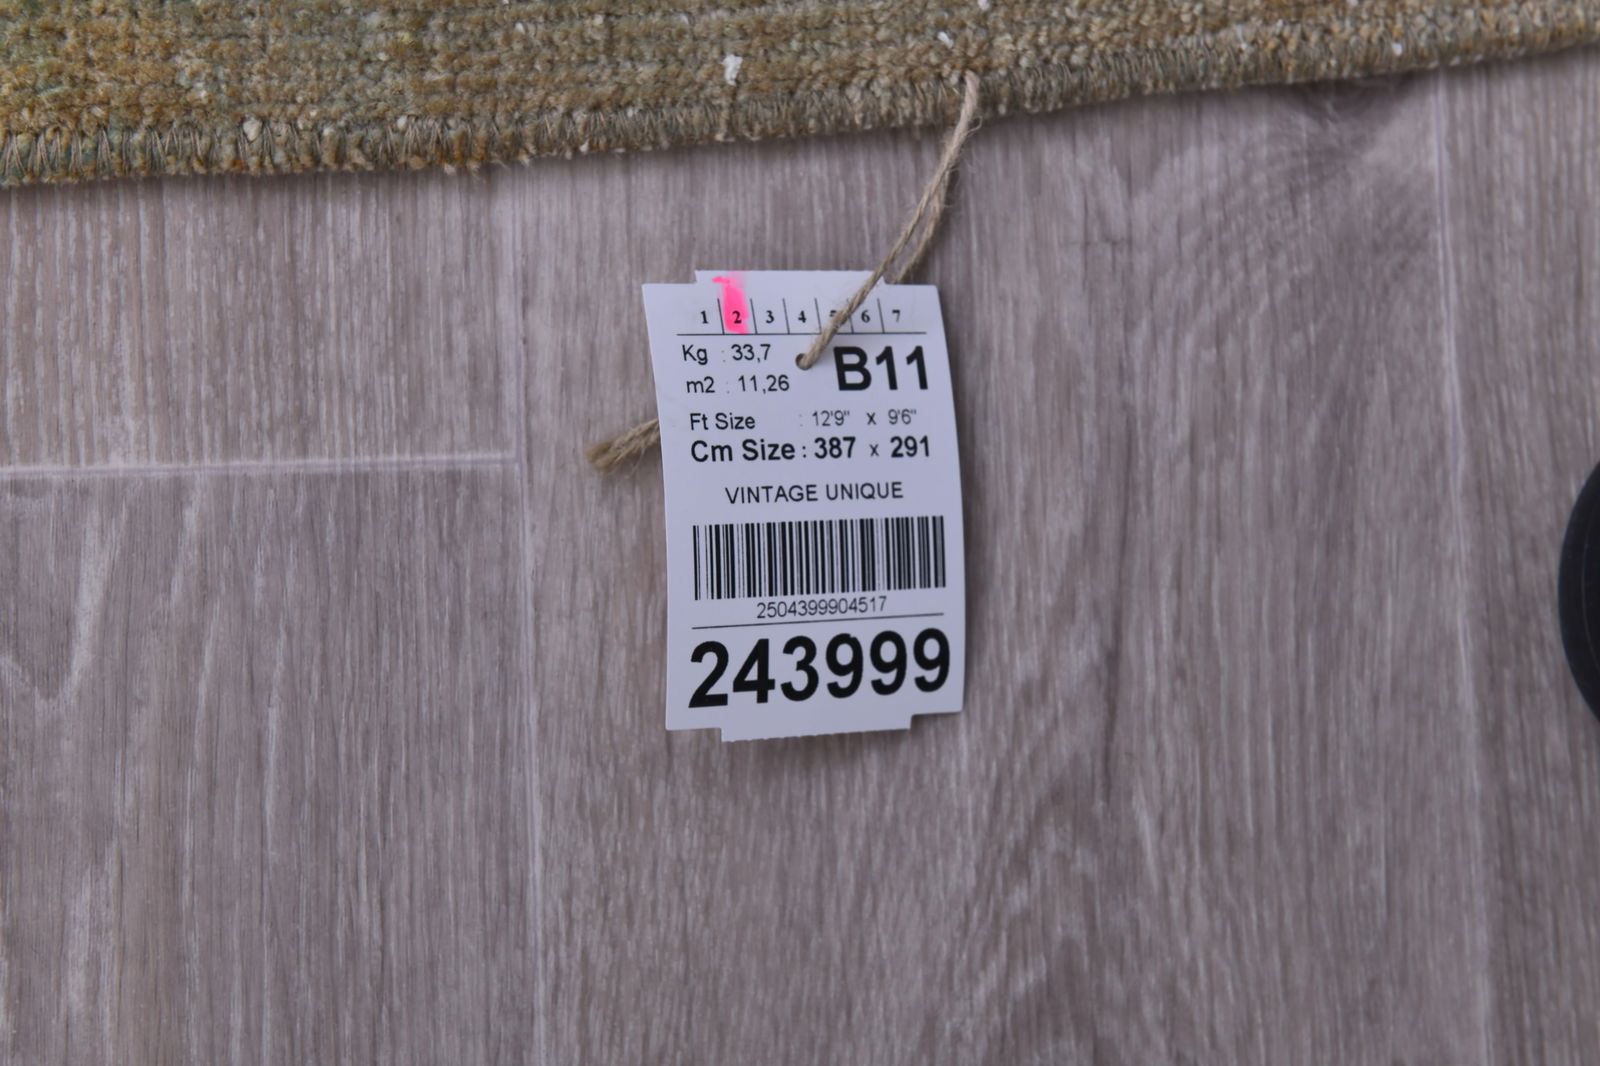 1 2 3 4 5 6 7
Kg : 33,7
B11
m2 : 11,26
Ft Size : 12'9" x 9'6"
Cm Size : 387 x 291
VINTAGE UNIQUE
2504399904517
243999